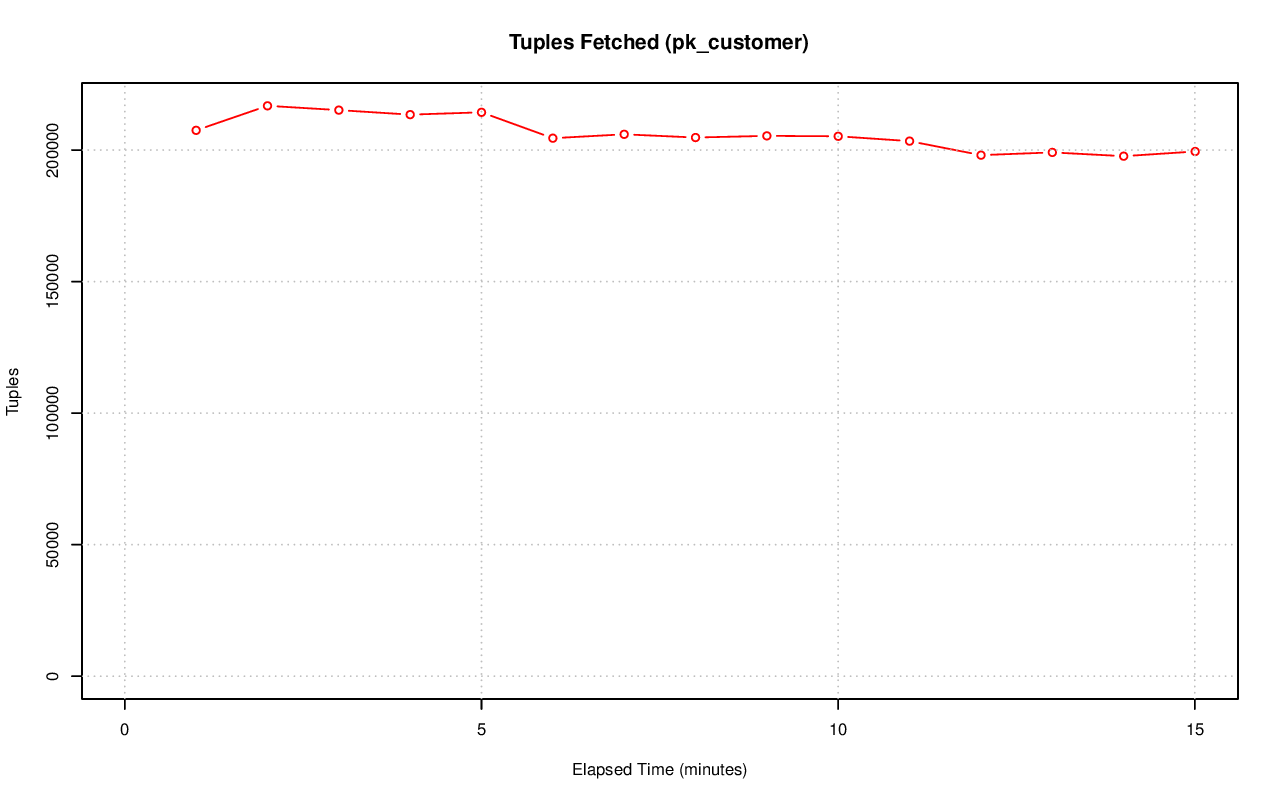 Tuples Fetched (pk_customer)
Tuples
200000
150000
100000
50000
0
0 5 10 15
Elapsed Time (minutes)